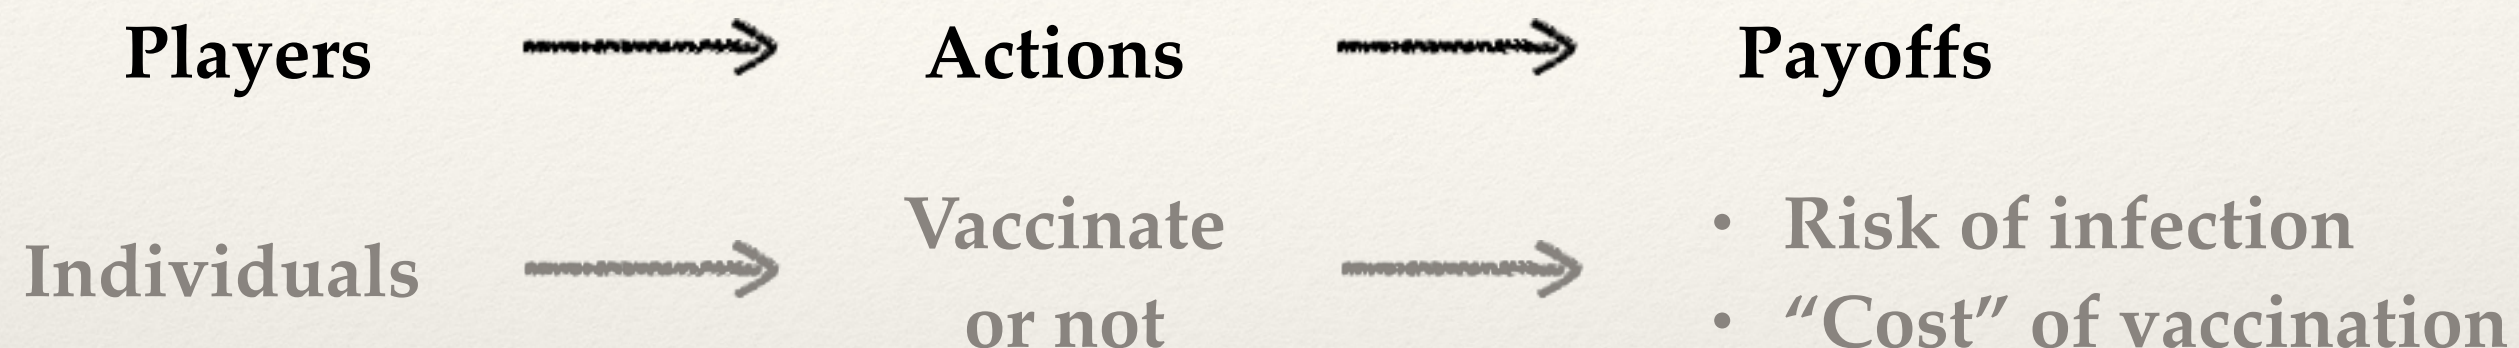 Players → Actions → Payoffs
Individuals → Vaccinate or not →
• Risk of infection
• “Cost” of vaccination